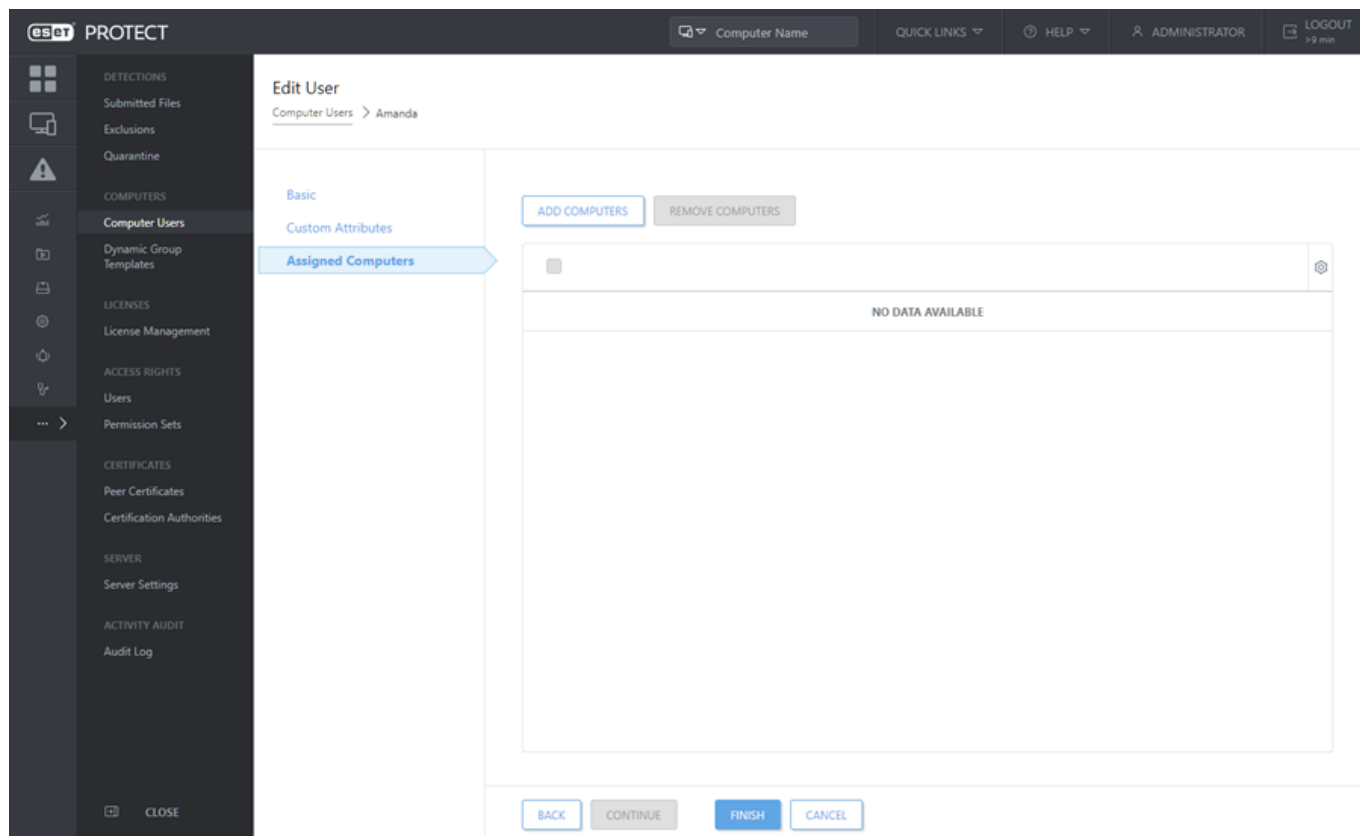 eset PROTECT
Computer Name
QUICK LINKS
HELP
ADMINISTRATOR
LOGOUT
>9 min
DETECTIONS
Submitted Files
Exclusions
Quarantine
COMPUTERS
Computer Users
Dynamic Group
Templates
LICENSES
License Management
ACCESS RIGHTS
Users
Permission Sets
CERTIFICATES
Peer Certificates
Certification Authorities
SERVER
Server Settings
ACTIVITY AUDIT
Audit Log
CLOSE
Edit User
Computer Users > Amanda
Basic
Custom Attributes
Assigned Computers
ADD COMPUTERS
REMOVE COMPUTERS
NO DATA AVAILABLE
BACK
CONTINUE
FINISH
CANCEL